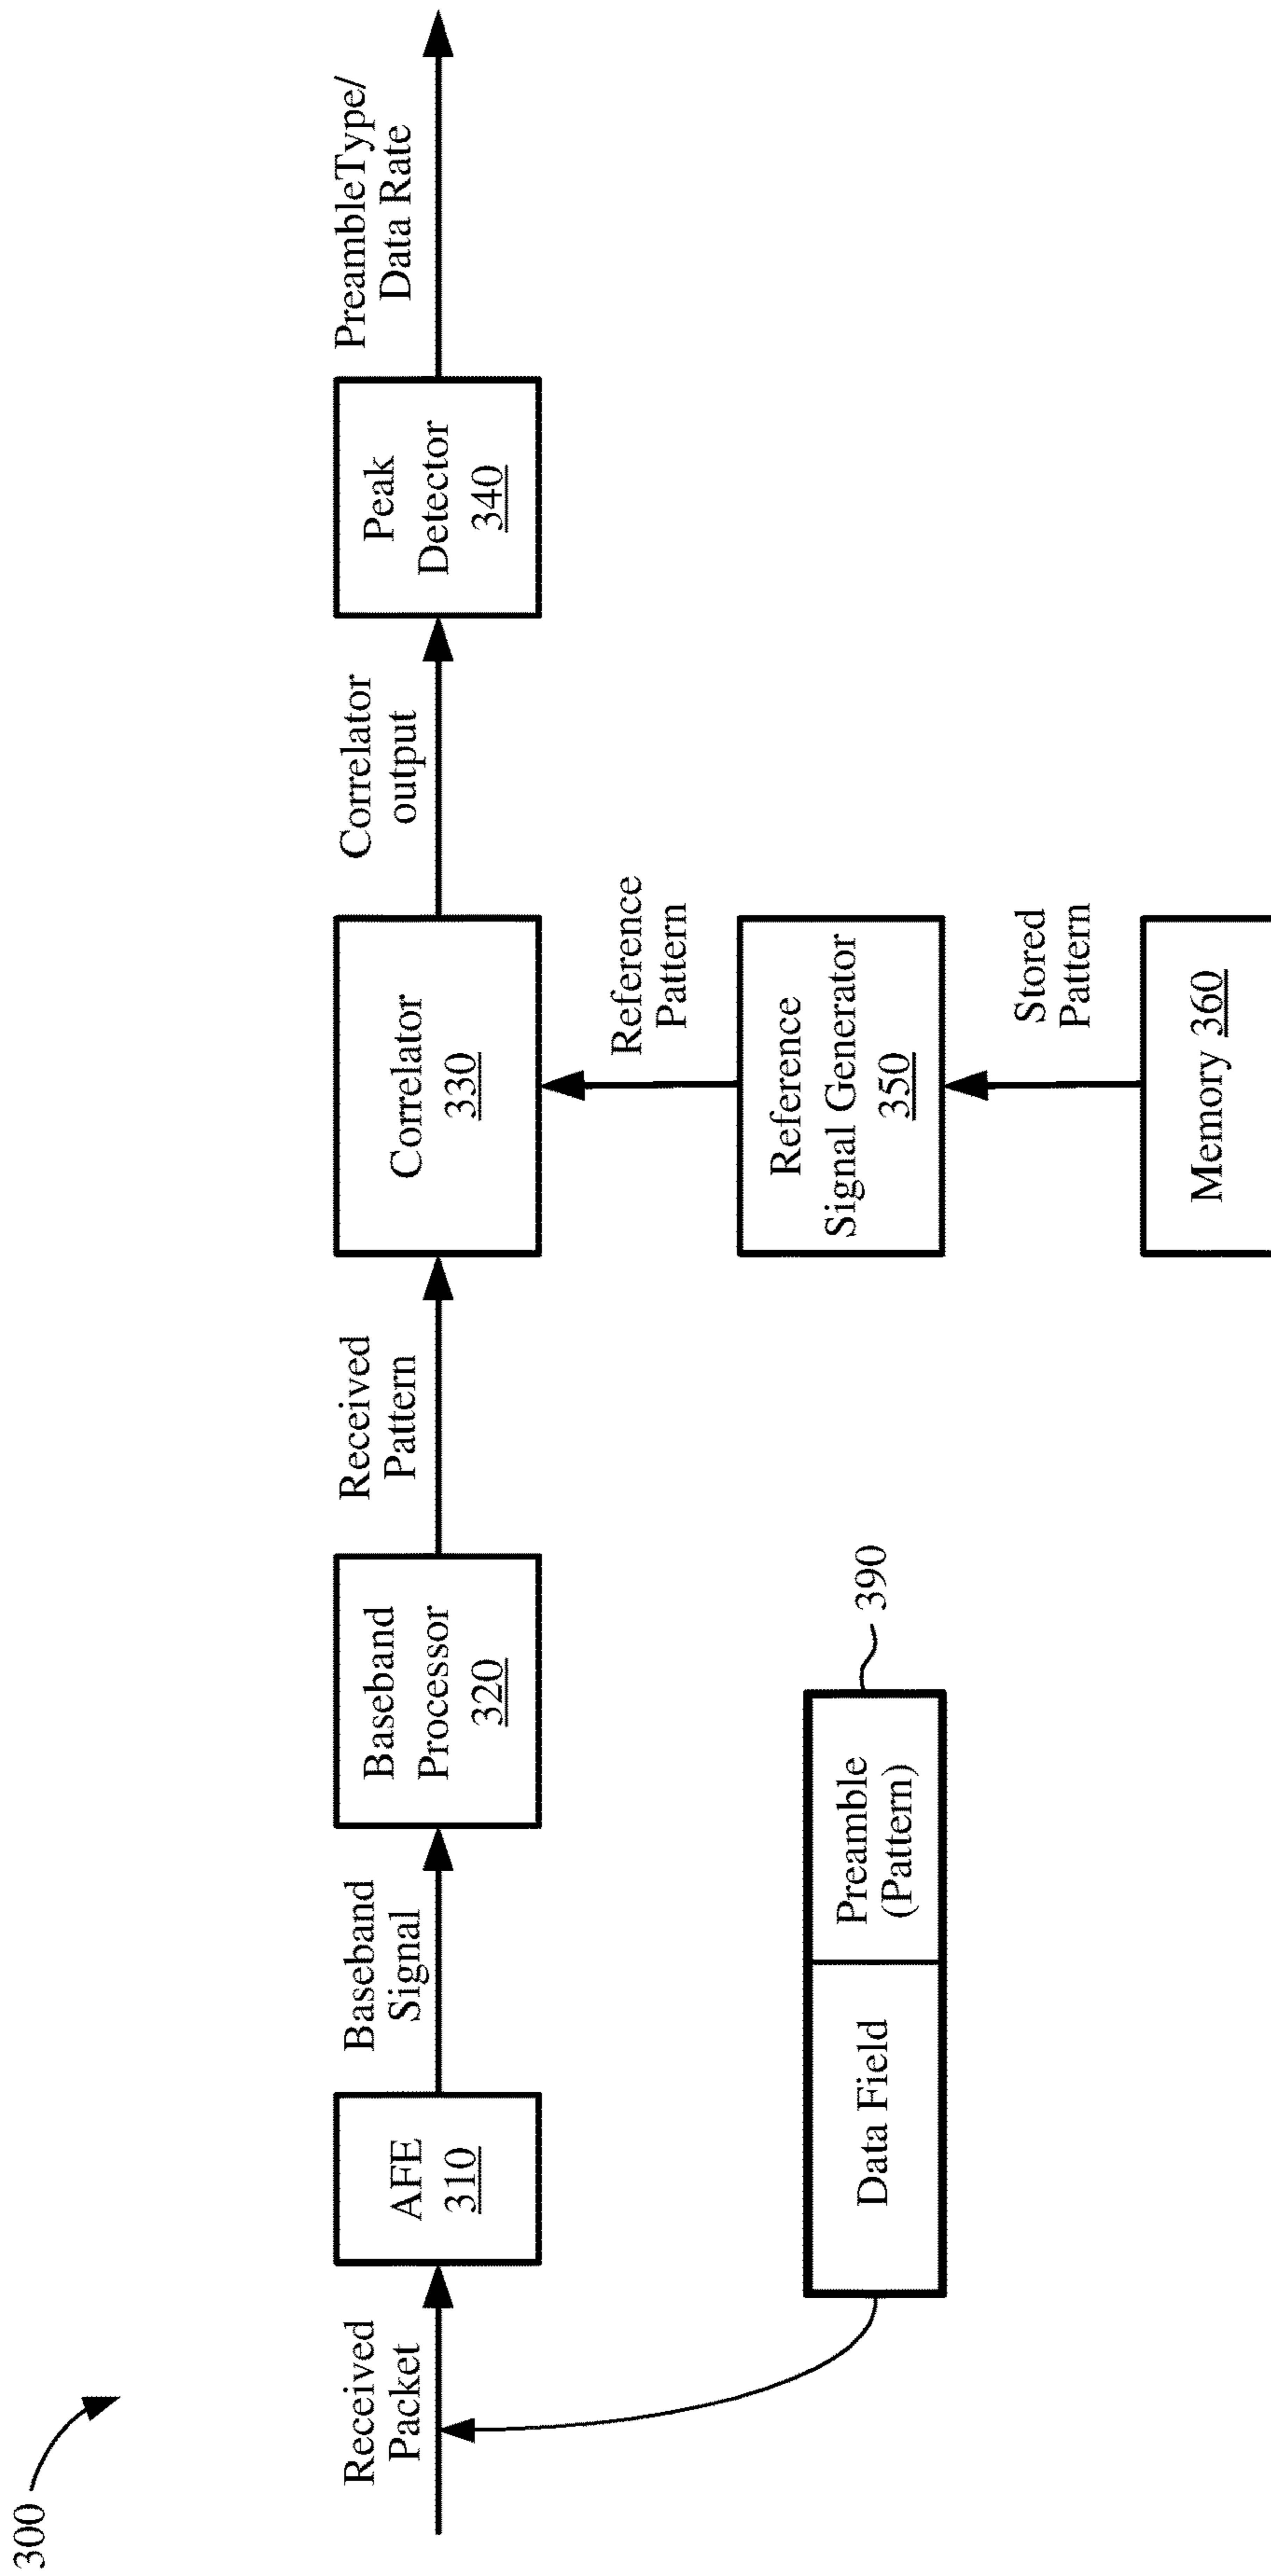 300
Received
Packet
AFE
310
Baseband
Signal
Baseband
Processor
320
Received
Pattern
Correlator
330
Correlator
output
Peak
Detector
340
PreambleType/
Data Rate
Reference
Pattern
Reference
Signal Generator
350
Stored
Pattern
Memory 360
Data Field
Preamble
(Pattern)
390